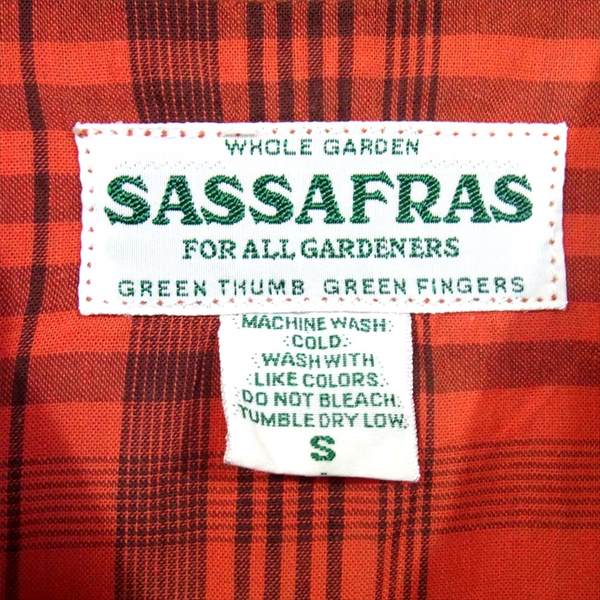 WHOLE GARDEN
SASSAFRAS
FOR ALL GARDENERS
GREEN THUMB GREEN FINGERS
MACHINE WASH
COLD.
WASH WITH
LIKE COLORS.
DO NOT BLEACH.
TUMBLE DRY LOW.
S